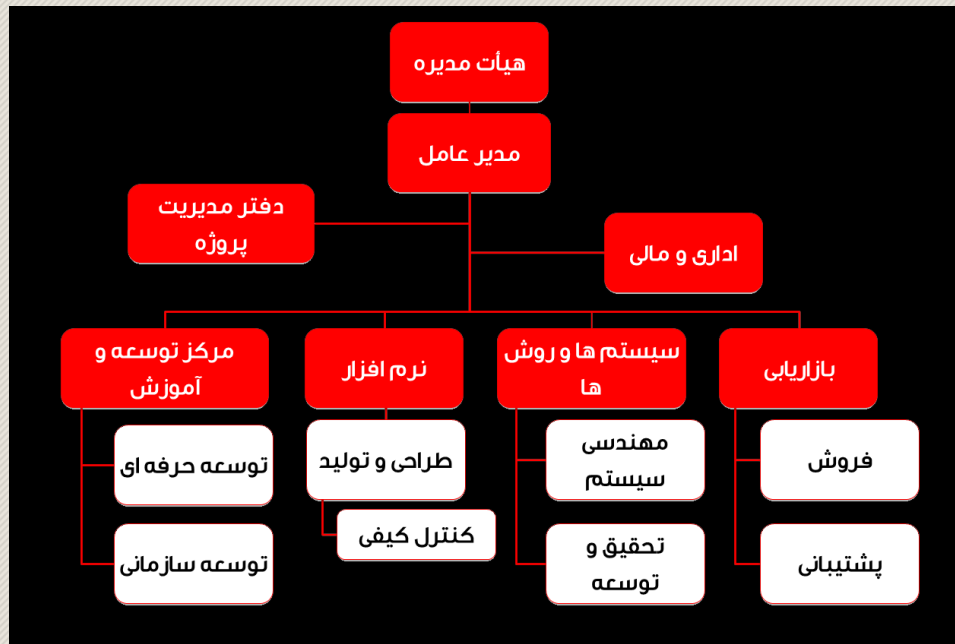 هیأت مدیره
مدیر عامل
دفتر مدیریت
پروژه
اداری و مالی
بازاریابی
سیستم ها و روش
ها
نرم افزار
مرکز توسعه و
آموزش
فروش
پشتیبانی
مهندسی
سیستم
تحقیق و
توسعه
طراحی و تولید
کنترل کیفی
توسعه حرفه ای
توسعه سازمانی